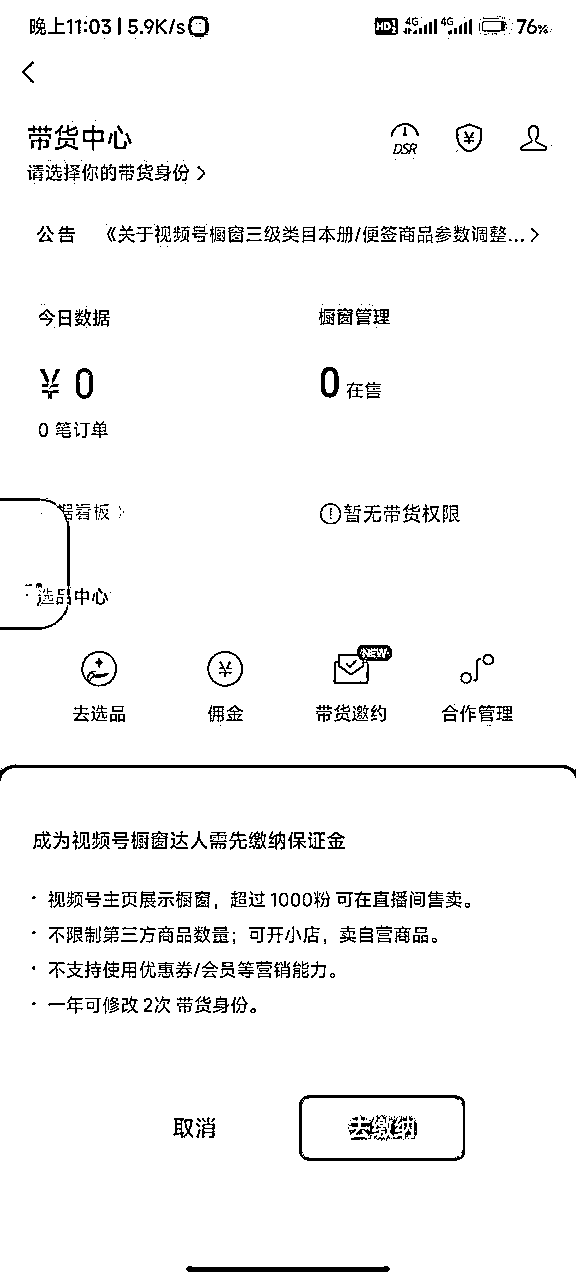 晚上11:03 | 5.9K/s
HD 4G 4G 76%
带货中心
DSR
请选择你的带货身份 >
公告 《关于视频号橱窗三级类目本册/便签商品参数调整... >
今日数据 橱窗管理
¥ 0 0 在售
0 笔订单
据看板 > 暂无带货权限
选品中心
NEW
去选品 佣金 带货邀约 合作管理
成为视频号橱窗达人需先缴纳保证金
· 视频号主页展示橱窗，超过 1000粉 可在直播间售卖。
· 不限制第三方商品数量；可开小店，卖自营商品。
· 不支持使用优惠券/会员等营销能力。
· 一年可修改 2次 带货身份。
取消 去缴纳